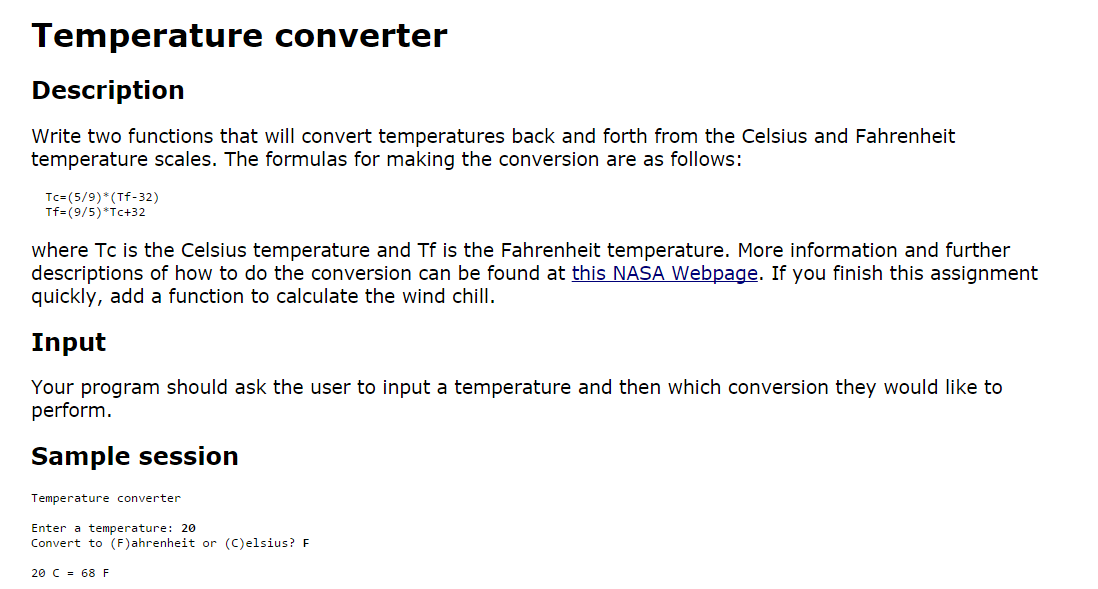 Temperature converter
Description
Write two functions that will convert temperatures back and forth from the Celsius and Fahrenheit
temperature scales. The formulas for making the conversion are as follows:
Tc=(5/9)*(Tf-32)
Tf=(9/5)*Tc+32
where Tc is the Celsius temperature and Tf is the Fahrenheit temperature. More information and further
descriptions of how to do the conversion can be found at this NASA Webpage. If you finish this assignment
quickly, add a function to calculate the wind chill.
Input
Your program should ask the user to input a temperature and then which conversion they would like to
perform.
Sample session
Temperature converter
Enter a temperature: 20
Convert to (F)ahrenheit or (C)elsius? F
20 C = 68 F